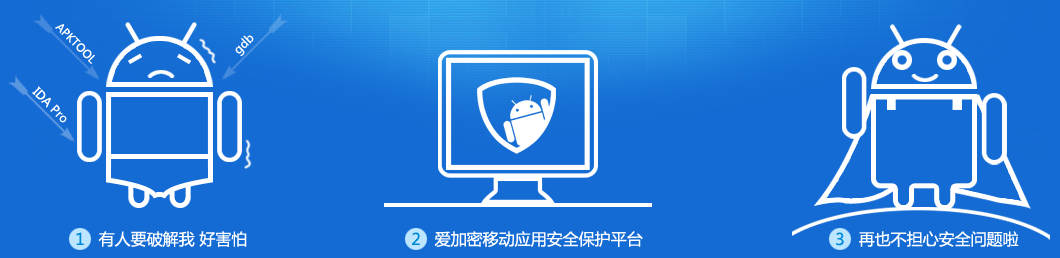 APKTOOL
gdb
IDA Pro
1 有人要破解我 好害怕
2 爱加密移动应用安全保护平台
3 再也不担心安全问题啦